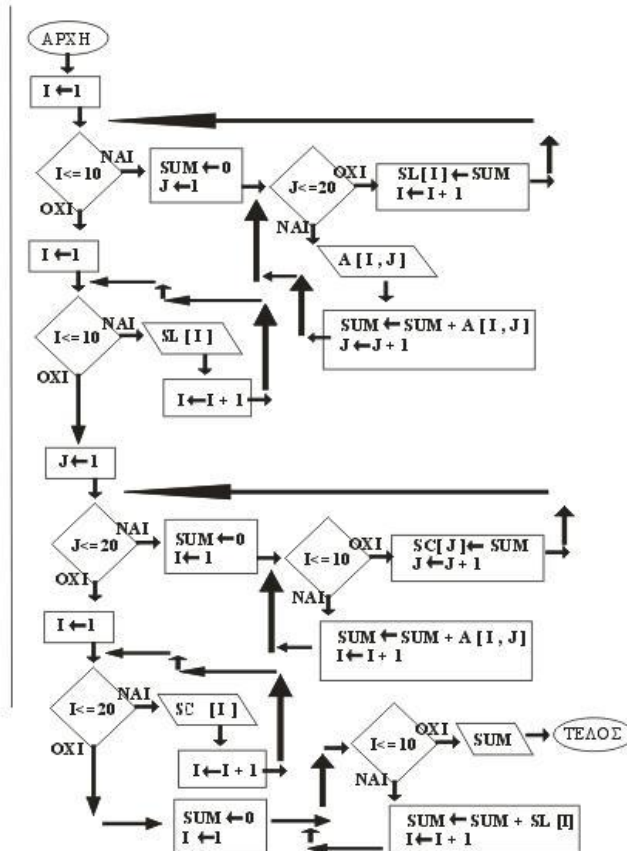 ΑΡΧΗ
I←1
I<=10
ΝΑΙ
ΟΧΙ
SUM←0
J←1
J<=20
ΟΧΙ
ΝΑΙ
SL[I]←SUM
I←I+1
A[I,J]
SUM←SUM+A[I,J]
J←J+1
I←1
I<=10
ΝΑΙ
ΟΧΙ
SL[I]
I←I+1
J←1
J<=20
ΝΑΙ
ΟΧΙ
SUM←0
I←1
I<=10
ΟΧΙ
ΝΑΙ
SC[J]←SUM
J←J+1
SUM←SUM+A[I,J]
I←I+1
I←1
I<=20
ΝΑΙ
ΟΧΙ
SC [I]
I←I+1
SUM←0
I←1
I<=10
ΟΧΙ
ΝΑΙ
SUM
ΤΕΛΟΣ
SUM←SUM+SL[I]
I←I+1